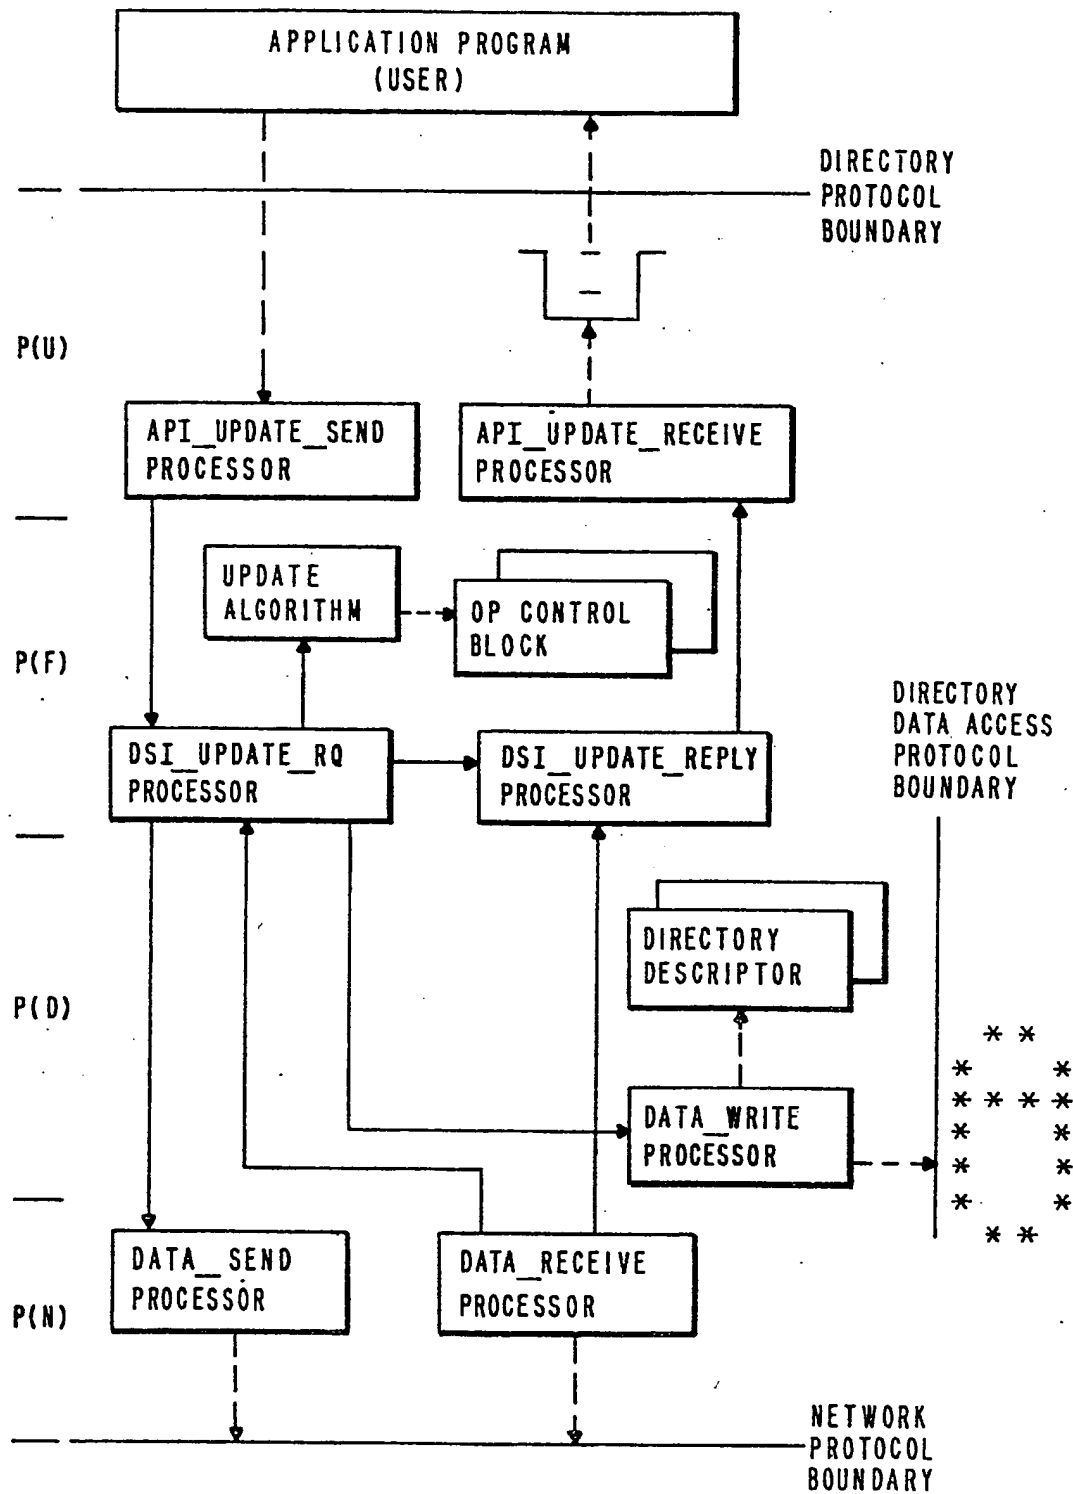 APPLICATION PROGRAM
(USER)
DIRECTORY
PROTOCOL
BOUNDARY
P(U)
API_UPDATE_SEND
PROCESSOR
API_UPDATE_RECEIVE
PROCESSOR
UPDATE
ALGORITHM
OP CONTROL
BLOCK
P(F)
DIRECTORY
DATA ACCESS
PROTOCOL
BOUNDARY
DSI_UPDATE_RQ
PROCESSOR
DSI_UPDATE_REPLY
PROCESSOR
DIRECTORY
DESCRIPTOR
P(D)
DATA_WRITE
PROCESSOR
DATA_SEND
PROCESSOR
DATA_RECEIVE
PROCESSOR
P(N)
NETWORK
PROTOCOL
BOUNDARY